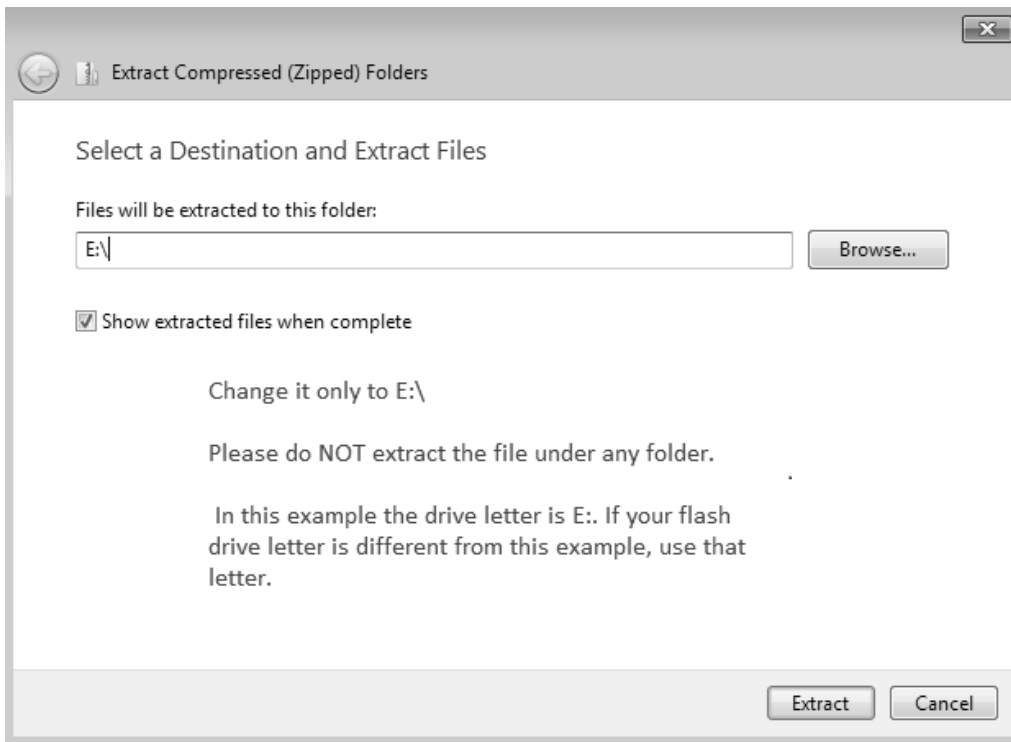 Extract Compressed (Zipped) Folders
Select a Destination and Extract Files
Files will be extracted to this folder:
E:\
Browse...
Show extracted files when complete
Change it only to E:\
Please do NOT extract the file under any folder.
.
In this example the drive letter is E:. If your flash
drive letter is different from this example, use that
letter.
Extract
Cancel